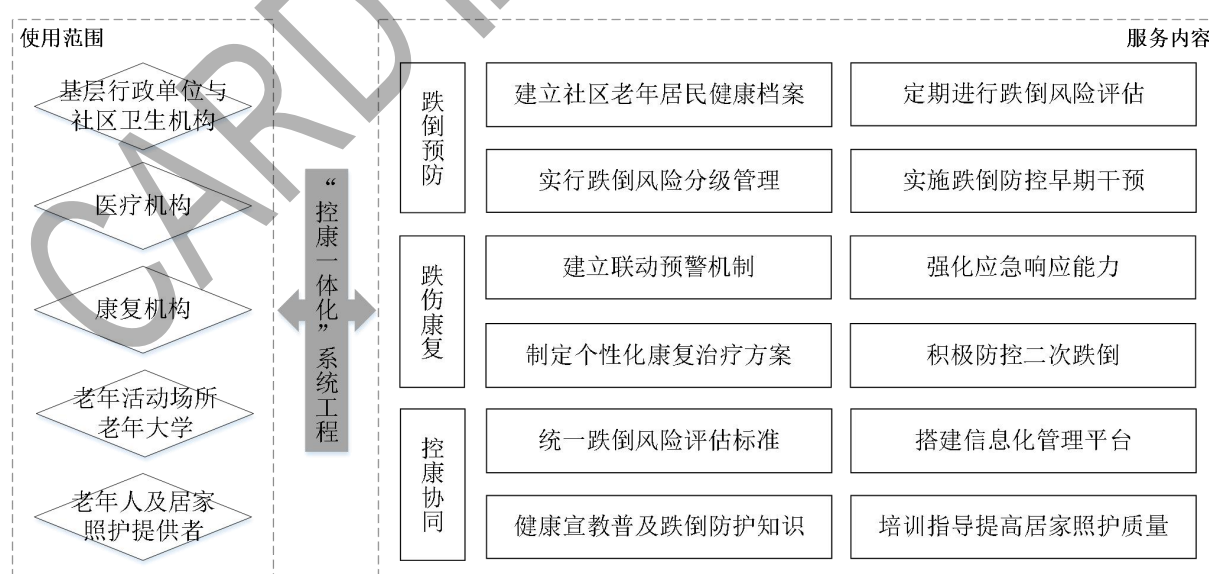 使用范围
基层行政单位与
社区卫生机构
医疗机构
康复机构
老年活动场所
老年大学
老年人及居家
照护提供者
“控康一体化”系统工程
服务内容
跌倒预防
建立社区老年居民健康档案
定期进行跌倒风险评估
实行跌倒风险分级管理
实施跌倒防控早期干预
跌伤康复
建立联动预警机制
强化应急响应能力
制定个性化康复治疗方案
积极防控二次跌倒
控康协同
统一跌倒风险评估标准
搭建信息化管理平台
健康宣教普及跌倒防护知识
培训指导提高居家照护质量
CARD